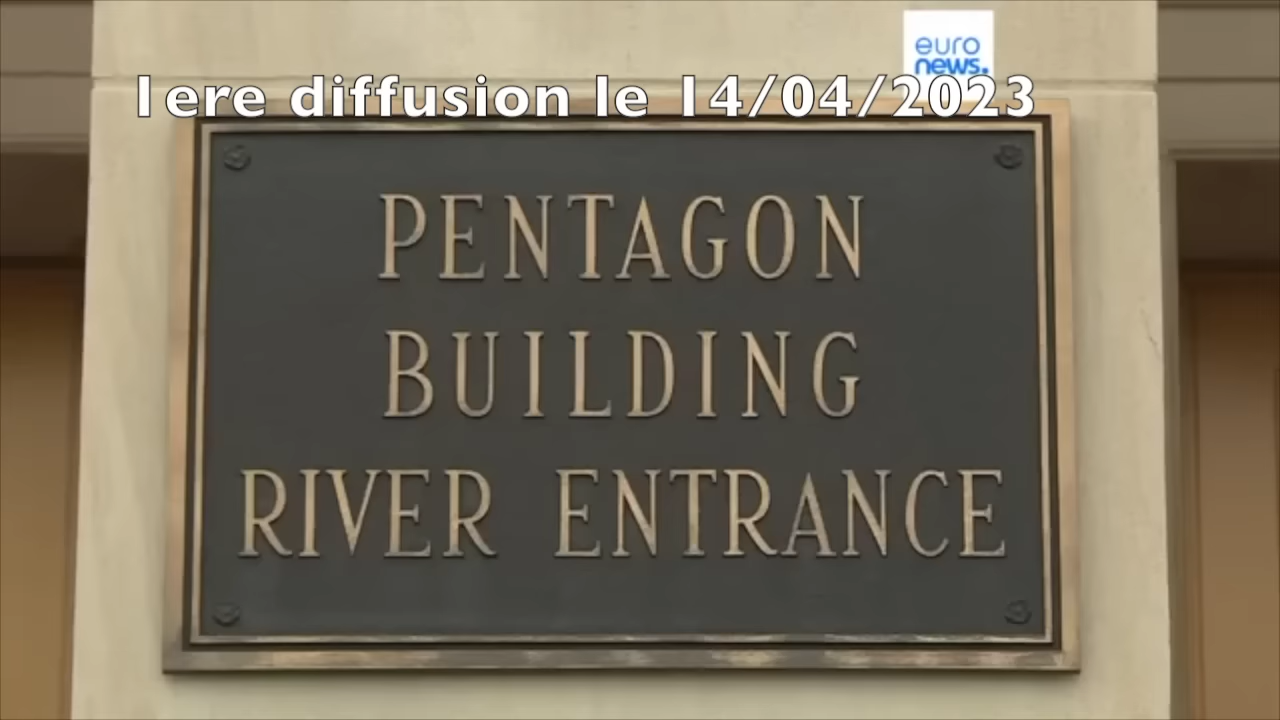 euro
news.
1ere diffusion le 14/04/2023
PENTAGON
BUILDING
RIVER ENTRANCE